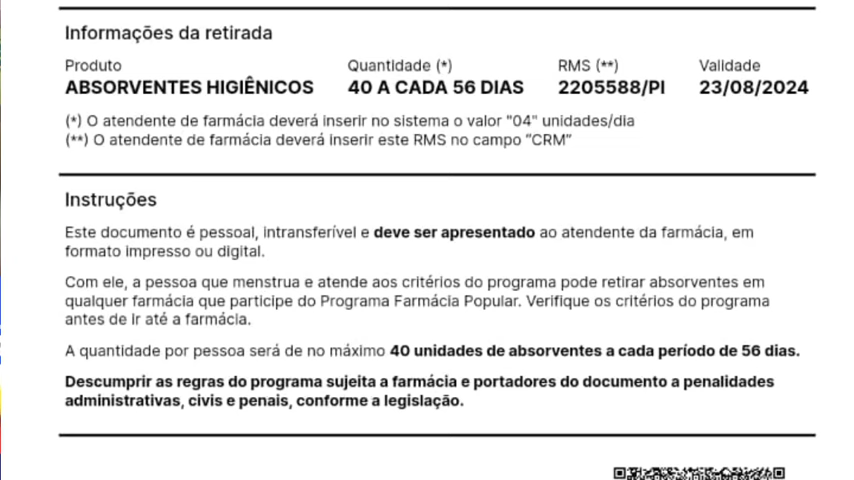 Informações da retirada
Produto Quantidade (*) RMS (**) Validade
ABSORVENTES HIGIÊNICOS 40 A CADA 56 DIAS 2205588/PI 23/08/2024
(*) O atendente de farmácia deverá inserir no sistema o valor "04" unidades/dia
(**) O atendente de farmácia deverá inserir este RMS no campo “CRM”
Instruções
Este documento é pessoal, intransferível e deve ser apresentado ao atendente da farmácia, em
formato impresso ou digital.
Com ele, a pessoa que menstrua e atende aos critérios do programa pode retirar absorventes em
qualquer farmácia que participe do Programa Farmácia Popular. Verifique os critérios do programa
antes de ir até a farmácia.
A quantidade por pessoa será de no máximo 40 unidades de absorventes a cada período de 56 dias.
Descumprir as regras do programa sujeita a farmácia e portadores do documento a penalidades
administrativas, civis e penais, conforme a legislação.